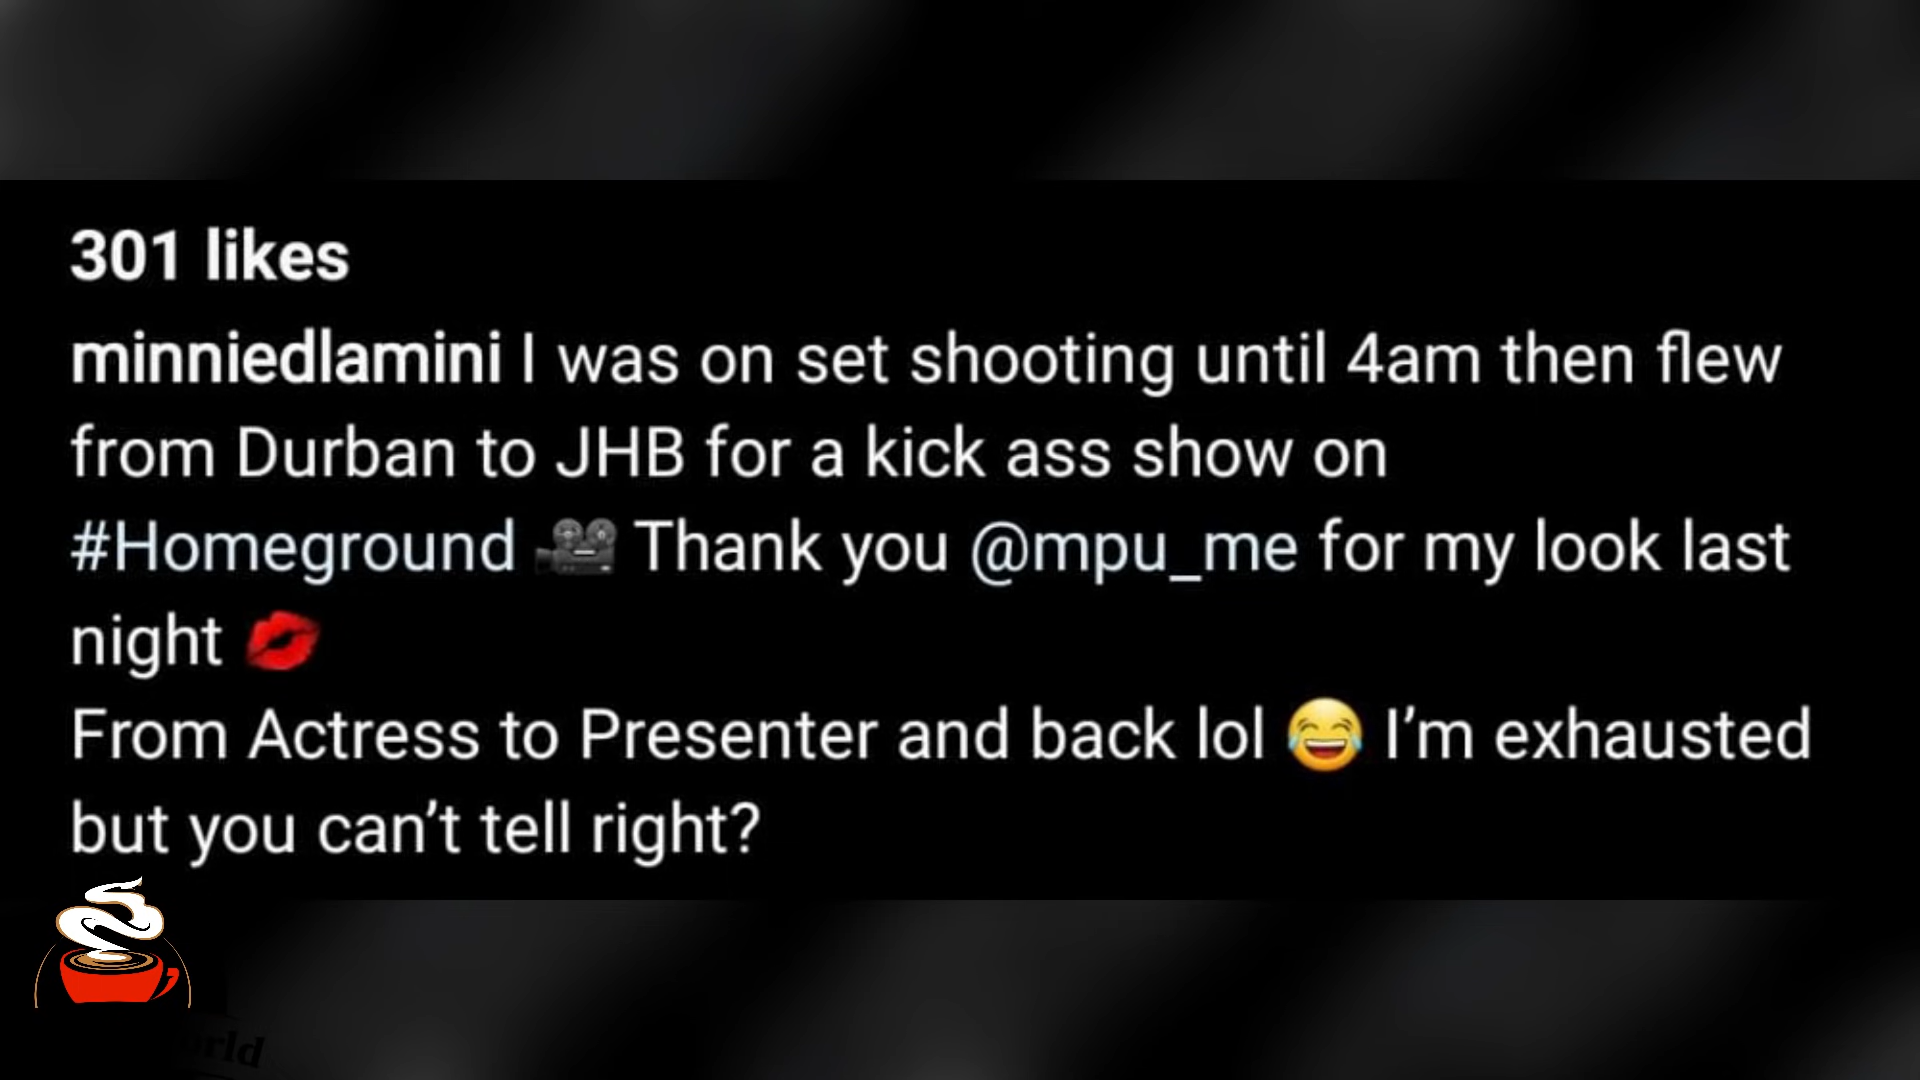 301 likes
minniedlamini I was on set shooting until 4am then flew
from Durban to JHB for a kick ass show on
#Homeground 🎥 Thank you @mpu_me for my look last
night 💋
From Actress to Presenter and back lol 😂 I’m exhausted
but you can’t tell right?